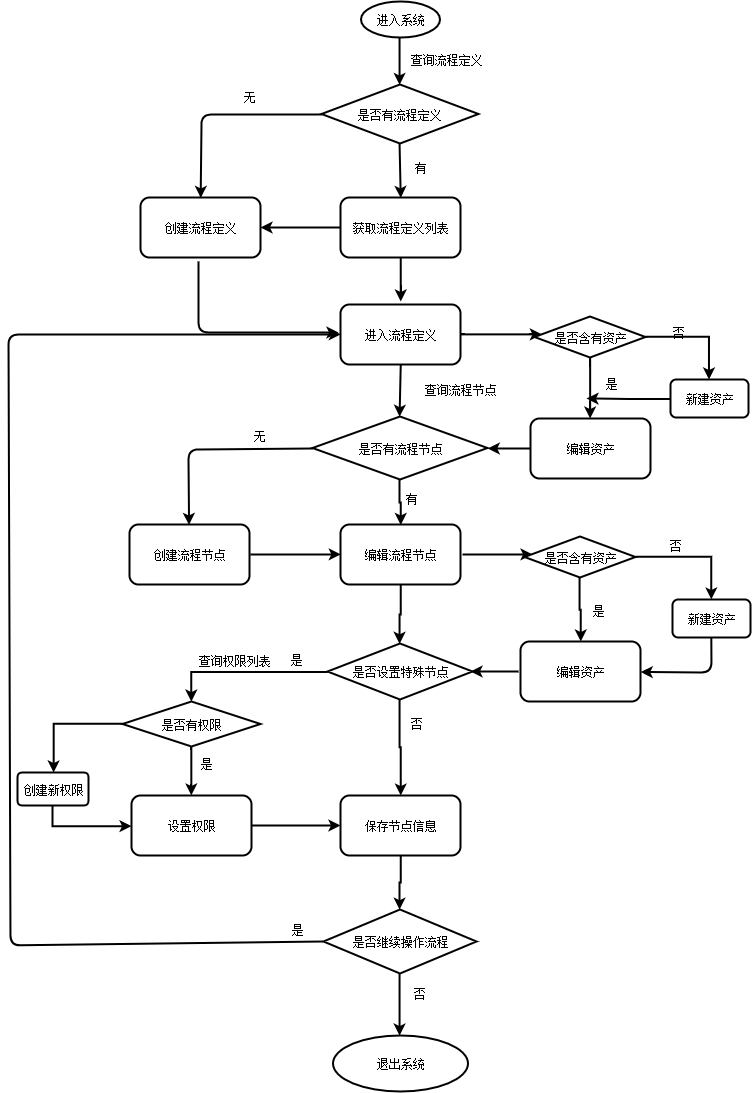 进入系统
查询流程定义
无
是否有流程定义
有
创建流程定义
获取流程定义列表
进入流程定义
是否含有资产
否
查询流程节点
是
新建资产
无
是否有流程节点
编辑资产
有
创建流程节点
编辑流程节点
是否含有资产
否
是
新建资产
查询权限列表
是
是否设置特殊节点
编辑资产
是否有权限
否
是
创建新权限
设置权限
保存节点信息
是
是否继续操作流程
否
退出系统